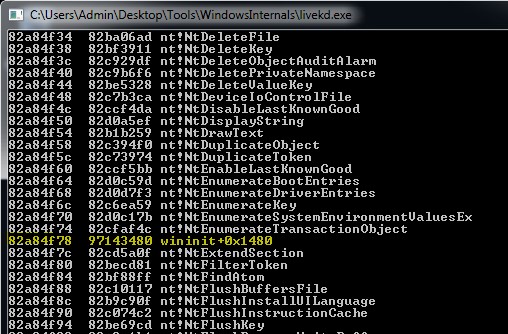 C:\Users\Admin\Desktop\Tools\WindowsInternals\livekd.exe
82a84f34 82ba06ad nt!NtDeleteFile
82a84f38 82bf3911 nt!NtDeleteKey
82a84f3c 82c929df nt!NtDeleteObjectAuditAlarm
82a84f40 82c9b6f6 nt!NtDeletePrivateNamespace
82a84f44 82be5328 nt!NtDeleteValueKey
82a84f48 82c7b3ca nt!NtDeviceIoControlFile
82a84f4c 82ccf4da nt!NtDisableLastKnownGood
82a84f50 82d0a5ef nt!NtDisplayString
82a84f54 82b1b259 nt!NtDrawText
82a84f58 82c394f0 nt!NtDuplicateObject
82a84f5c 82c73974 nt!NtDuplicateToken
82a84f60 82ccf5bb nt!NtEnableLastKnownGood
82a84f64 82d0c59d nt!NtEnumerateBootEntries
82a84f68 82d0d7f3 nt!NtEnumerateDriverEntries
82a84f6c 82c6ea59 nt!NtEnumerateKey
82a84f70 82d0c17b nt!NtEnumerateSystemEnvironmentValuesEx
82a84f74 82cfaf4c nt!NtEnumerateTransactionObject
82a84f78 97143480 wininit+0x1480
82a84f7c 82cd5a0f nt!NtExtendSection
82a84f80 82becd81 nt!NtFilterToken
82a84f84 82bf88ff nt!NtFindAtom
82a84f88 82c10117 nt!NtFlushBuffersFile
82a84f8c 82b9c90f nt!NtFlushInstallUILanguage
82a84f90 82c074c2 nt!NtFlushInstructionCache
82a84f94 82be69cd nt!NtFlushKey